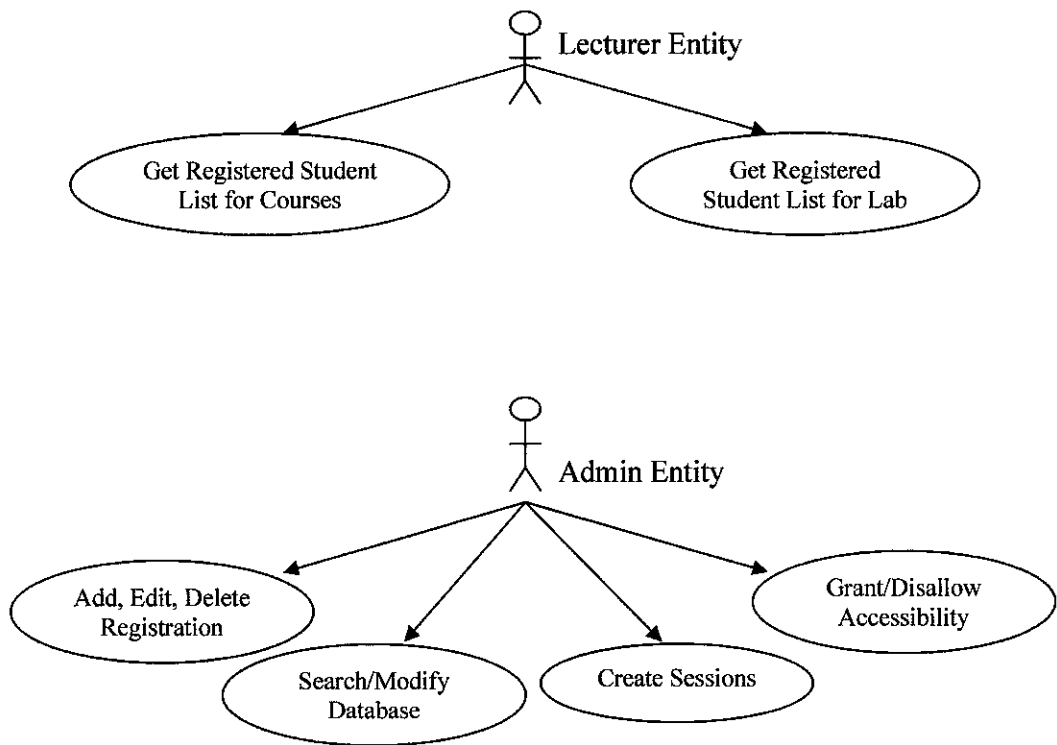 Lecturer Entity
Get Registered Student
List for Courses
Get Registered
Student List for Lab
Admin Entity
Add, Edit, Delete
Registration
Search/Modify
Database
Create Sessions
Grant/Disallow
Accessibility